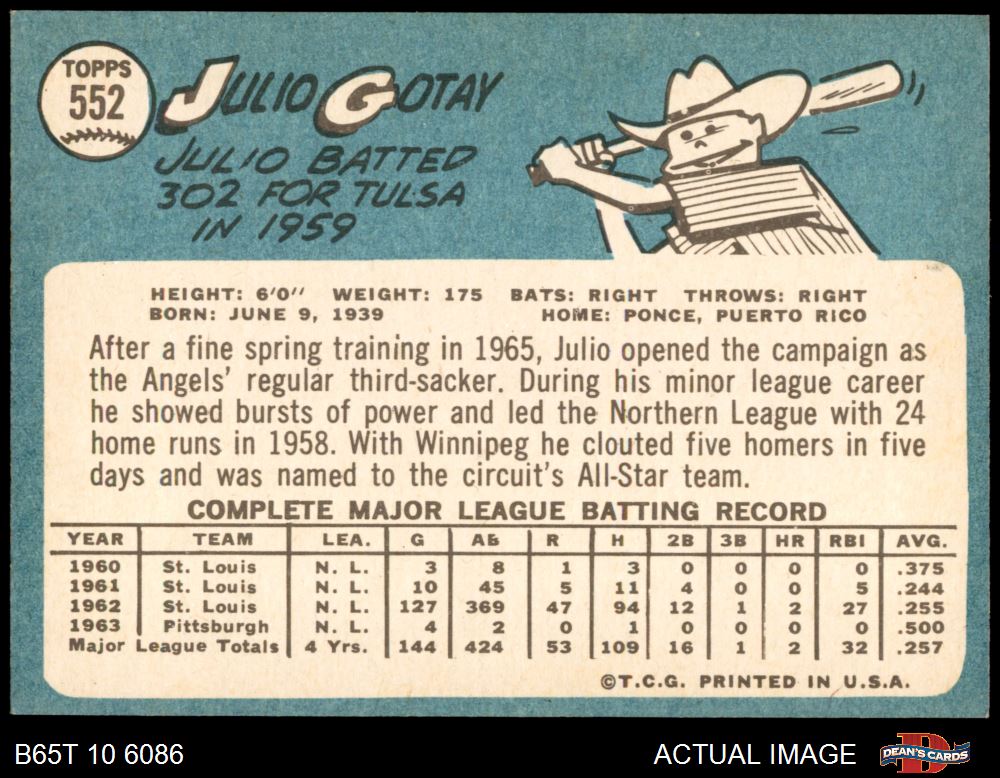 TOPPS
552
JULIO GOTAY
JULIO BATTED
302 FOR TULSA
IN 1959
HEIGHT: 6'0" WEIGHT: 175 BATS: RIGHT THROWS: RIGHT
BORN: JUNE 9, 1939 HOME: PONCE, PUERTO RICO
After a fine spring training in 1965, Julio opened the campaign as
the Angels' regular third-sacker. During his minor league career
he showed bursts of power and led the Northern League with 24
home runs in 1958. With Winnipeg he clouted five homers in five
days and was named to the circuit's All-Star team.
COMPLETE MAJOR LEAGUE BATTING RECORD
YEAR TEAM LEA. G AB R H 2B 3B HR RBI AVG.
1960 St. Louis N. L. 3 8 1 3 0 0 0 0 .375
1961 St. Louis N. L. 10 45 5 11 4 0 0 5 .244
1962 St. Louis N. L. 127 369 47 94 12 1 2 27 .255
1963 Pittsburgh N. L. 4 2 0 1 0 0 0 0 .500
Major League Totals 4 Yrs. 144 424 53 109 16 1 2 32 .257
©T.C.G. PRINTED IN U.S.A.
B65T 10 6086 ACTUAL IMAGE DEAN'S CARDS